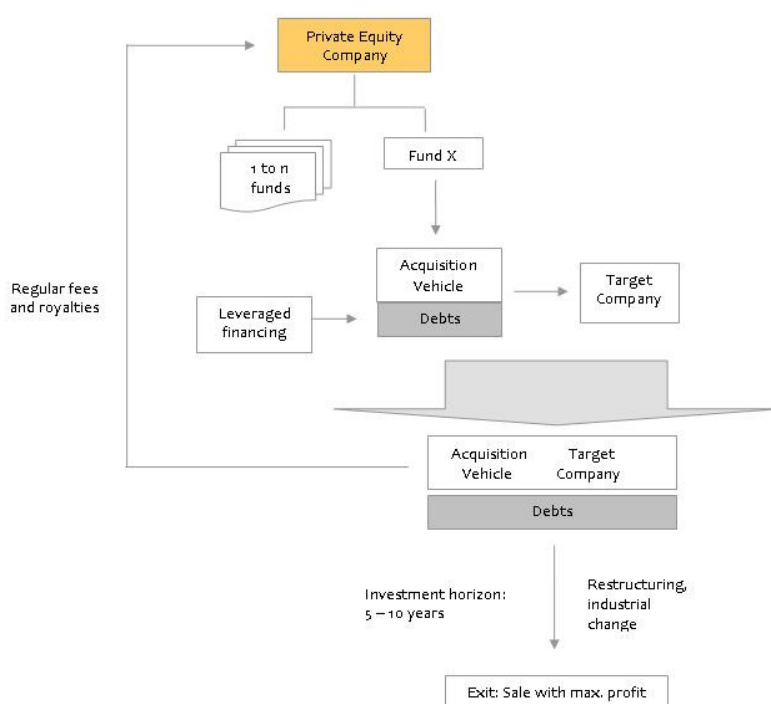 Private Equity
Company
1 to n
funds
Fund X
Acquisition
Vehicle
Debts
Target
Company
Leveraged
financing
Regular fees
and royalties
Acquisition
Vehicle
Target
Company
Debts
Investment horizon:
5 – 10 years
Restructuring,
industrial
change
Exit: Sale with max. profit